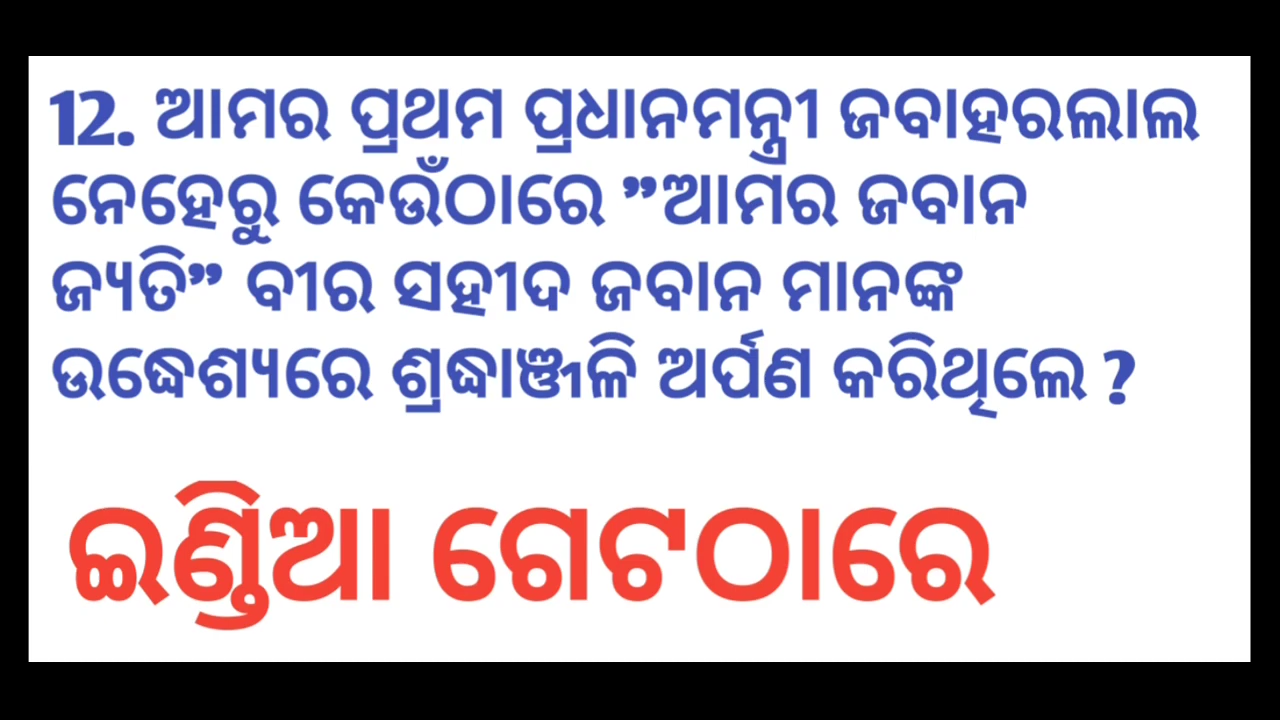 12. ଆମର ପ୍ରଥମ ପ୍ରଧାନମନ୍ତ୍ରୀ ଜବାହରଲାଲ
ନେହେରୁ କେଉଁଠାରେ ”ଆମର ଜବାନ
ଜ୍ୟତି” ବୀର ସହୀଦ ଜବାନ ମାନଙ୍କ
ଉଦ୍ଧେଶ୍ୟରେ ଶ୍ରଦ୍ଧାଞ୍ଜଳି ଅର୍ପଣ କରିଥିଲେ ?
ଇଣ୍ଡିଆ ଗେଟଠାରେ